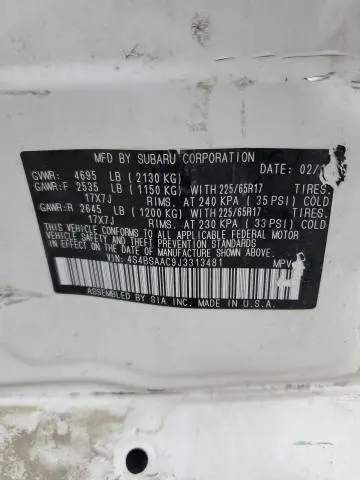 MFD BY SUBARU CORPORATION
GVWR: 4695 LB (2130 KG) DATE: 02/
GAWR:F 2535 LB (1150 KG) WITH 225/65R17 TIRES,
17X7J RIMS, AT 240 KPA (35 PSI) COLD
GAWR:R 2645 LB (1200 KG) WITH 225/65R17 TIRES,
17X7J RIMS, AT 230 KPA (33 PSI) COLD
THIS VEHICLE CONFORMS TO ALL APPLICABLE FEDERAL MOTOR
VEHICLE SAFETY STANDARDS IN EFFECT ON THE
DATE OF MANUFACTURE SHOWN ABOVE.
VIN: 4S4BSAAC9J3313481 MPV
ASSEMBLED BY SIA INC. MADE IN U.S.A.